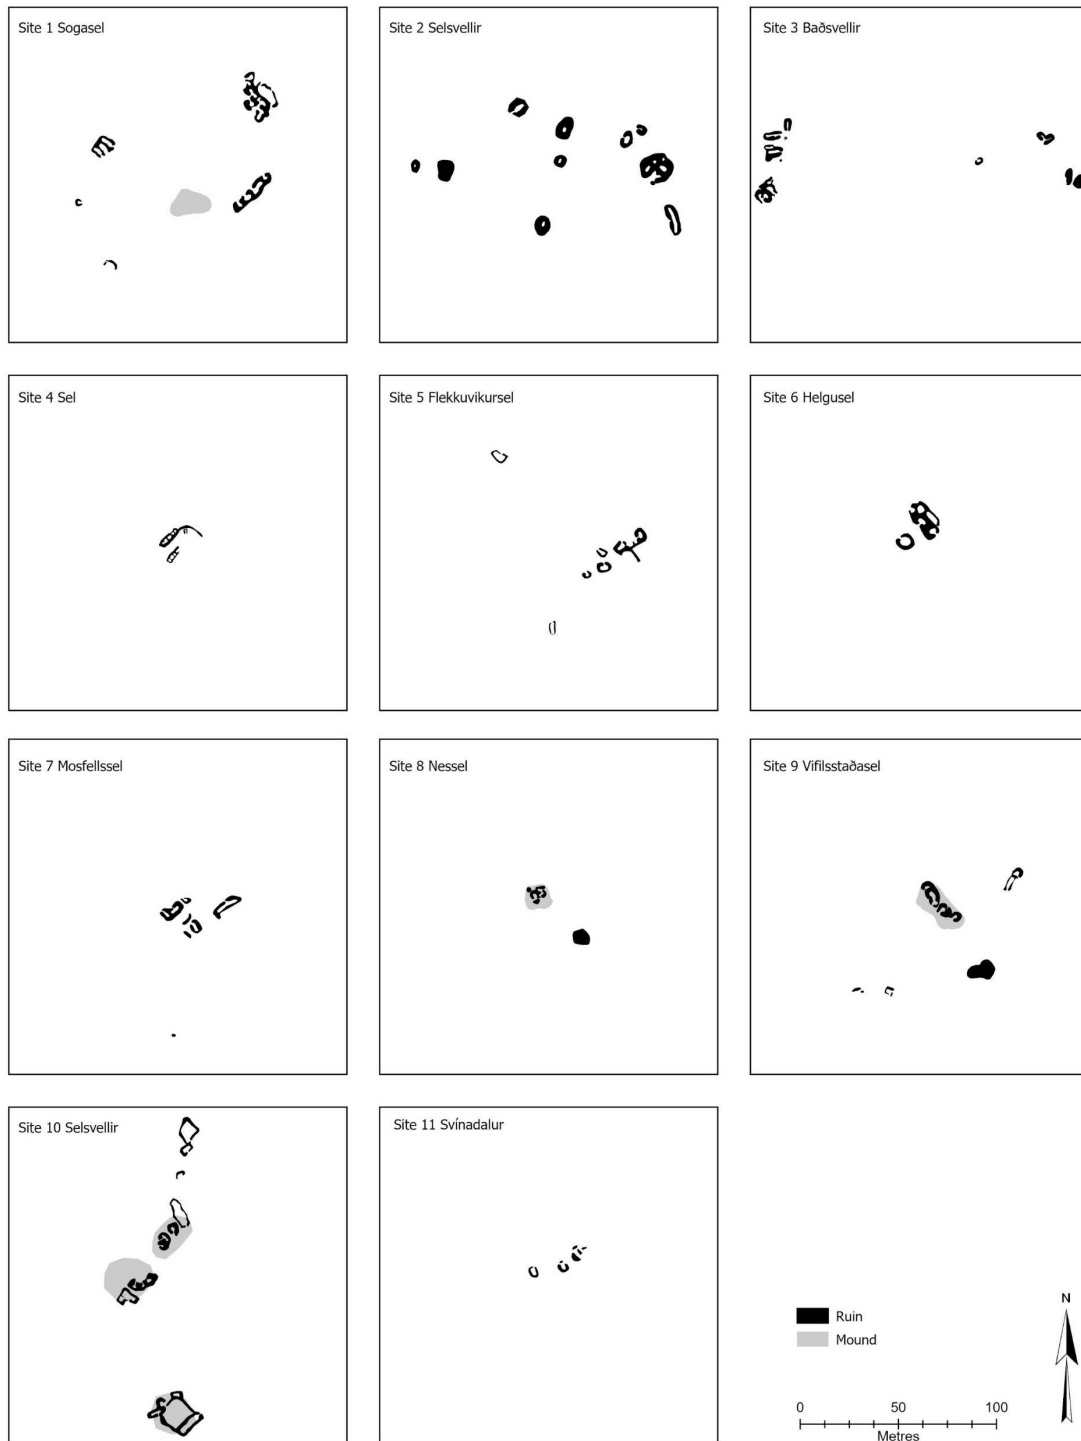 Site 1 Sogasel
Site 2 Selsvellir
Site 3 Baðsvellir
Site 4 Sel
Site 5 Flekkuvikursel
Site 6 Helgusel
Site 7 Mosfellssel
Site 8 Nessel
Site 9 Vifilsstaðasel
Site 10 Selsvellir
Site 11 Svínadalur
N
Ruin
Mound
0 50 100
Metres